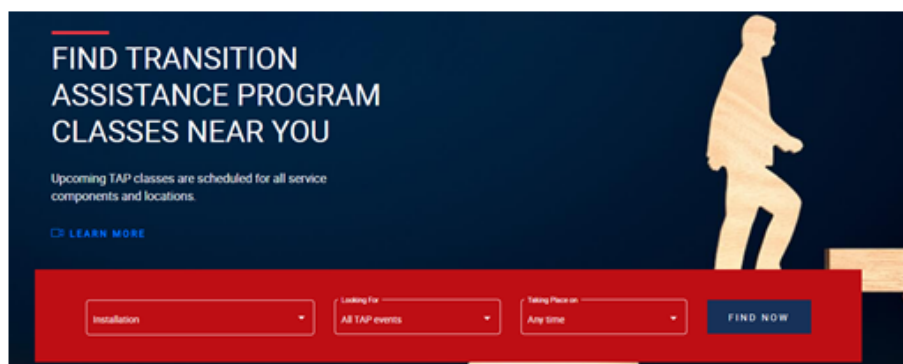 FIND TRANSITION
ASSISTANCE PROGRAM
CLASSES NEAR YOU
Upcoming TAP classes are scheduled for all service
components and locations.
LEARN MORE
Installation
Looking For
All TAP events
Taking Place on
Any time
FIND NOW